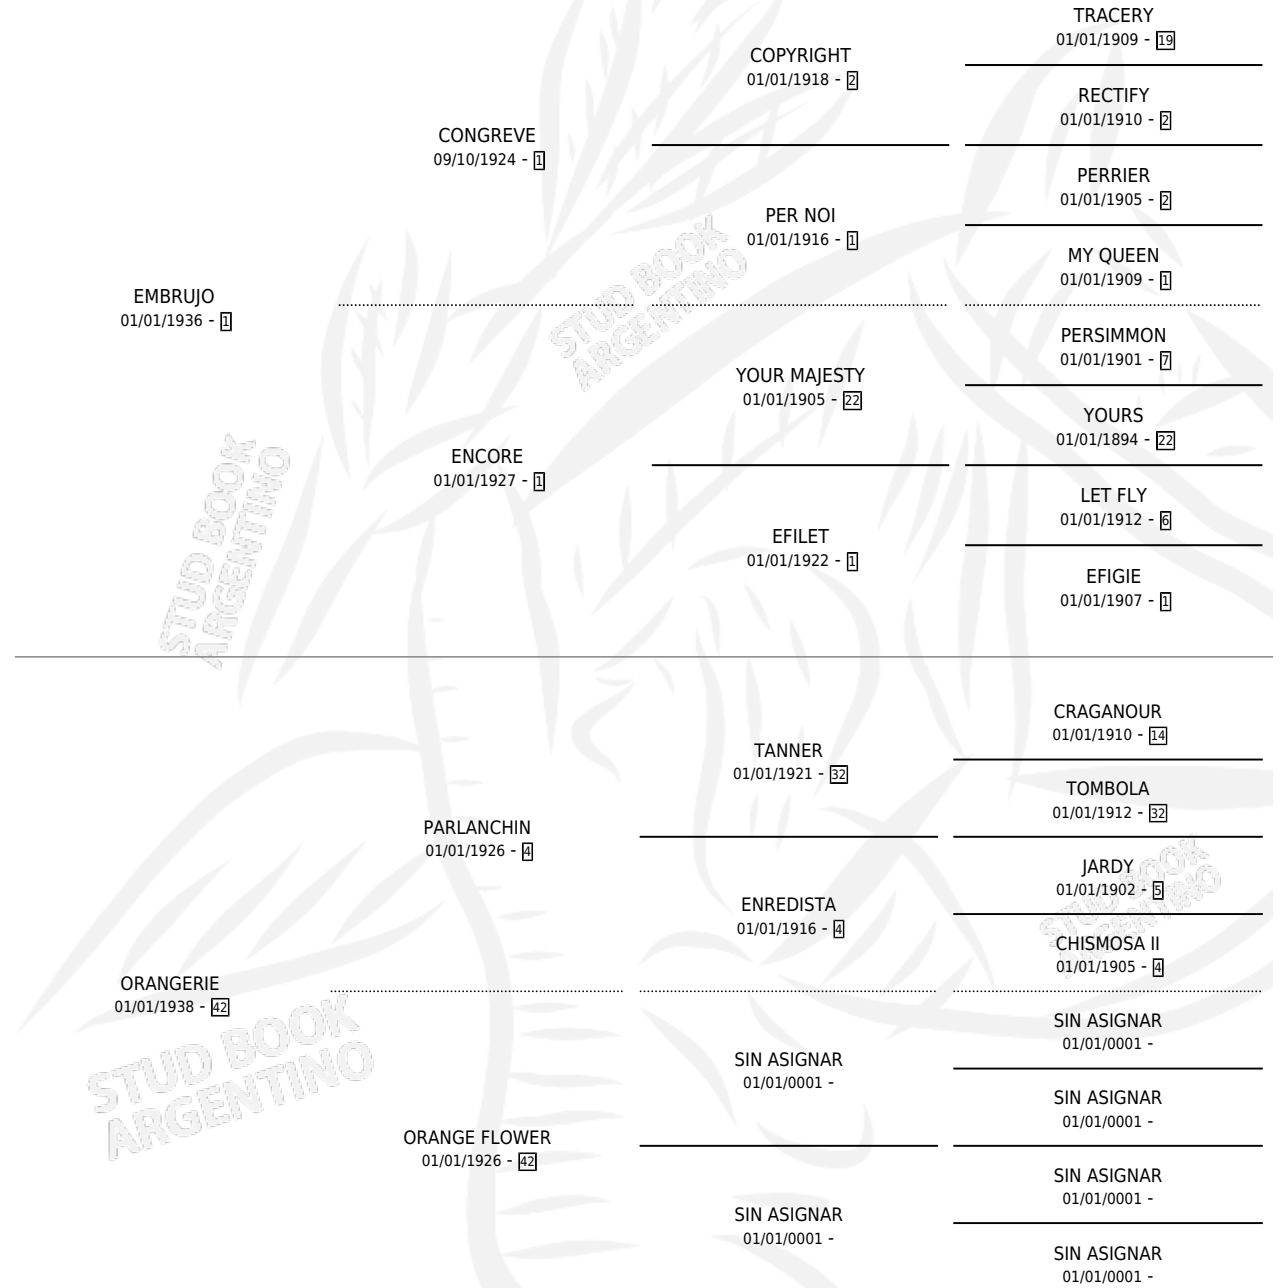 TRACERY
01/01/1909 - 19
COPYRIGHT
01/01/1918 - 2
RECTIFY
01/01/1910 - 2
CONGREVE
09/10/1924 - 1
PERRIER
01/01/1905 - 2
PER NOI
01/01/1916 - 1
MY QUEEN
01/01/1909 - 1
EMBRUJO
01/01/1936 - 1
STUD BOOK
ARGENTINO
PERSIMMON
01/01/1901 - 7
YOUR MAJESTY
01/01/1905 - 22
YOURS
01/01/1894 - 22
ENCORE
01/01/1927 - 1
LET FLY
01/01/1912 - 6
EFILET
01/01/1922 - 1
EFIGIE
01/01/1907 - 1
STUD BOOK
ARGENTINO
CRAGANOUR
01/01/1910 - 14
TANNER
01/01/1921 - 32
TOMBOLA
01/01/1912 - 32
PARLANCHIN
01/01/1926 - 4
JARDY
01/01/1902 - 5
ENREDISTA
01/01/1916 - 4
CHISMOSA II
01/01/1905 - 4
STUD BOOK
ARGENTINO
ORANGERIE
01/01/1938 - 42
SIN ASIGNAR
01/01/0001 -
SIN ASIGNAR
01/01/0001 -
SIN ASIGNAR
01/01/0001 -
STUD BOOK
ARGENTINO
ORANGE FLOWER
01/01/1926 - 42
SIN ASIGNAR
01/01/0001 -
SIN ASIGNAR
01/01/0001 -
SIN ASIGNAR
01/01/0001 -